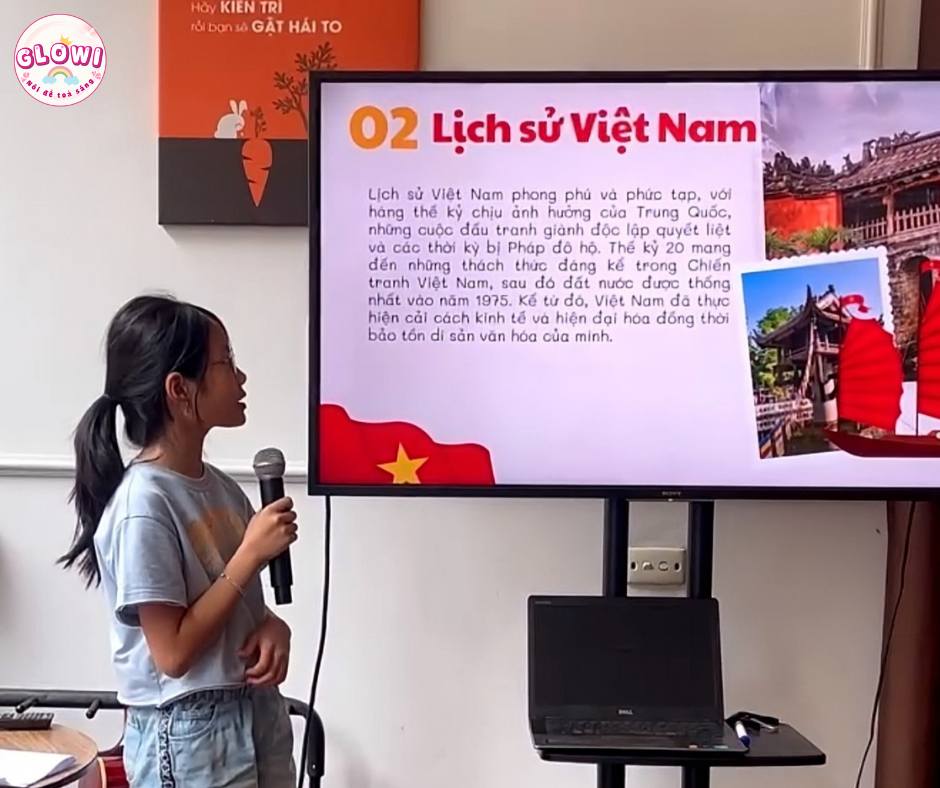 Hãy KIÊN TRÌ
rồi bạn sẽ GẶT HÁI TO
GLOWI
Nói để toả sáng
02 Lịch sử Việt Nam
Lịch sử Việt Nam phong phú và phức tạp, với
hàng thế kỷ chịu ảnh hưởng của Trung Quốc,
những cuộc đấu tranh giành độc lập quyết liệt
và các thời kỳ bị Pháp đô hộ. Thế kỷ 20 mang
đến những thách thức đáng kể trong Chiến
tranh Việt Nam, sau đó đất nước được thống
nhất vào năm 1975. Kể từ đó, Việt Nam đã thực
hiện cải cách kinh tế và hiện đại hóa đồng thời
bảo tồn di sản văn hóa của mình.
SONY
DELL